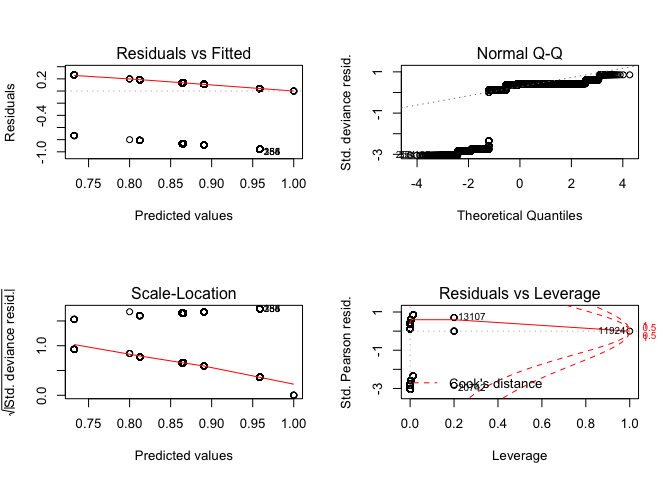 Residuals vs Fitted
Residuals
0.2
-0.4
-1.0
0.75
0.80
0.85
0.90
0.95
1.00
Predicted values
Normal Q-Q
Std. deviance resid.
1
-1
-3
-4
-2
0
2
4
Theoretical Quantiles
Scale-Location
√|Std. deviance resid.|
1.0
0.0
0.75
0.80
0.85
0.90
0.95
1.00
Predicted values
Residuals vs Leverage
Std. Pearson resid.
1
-1
-3
13107
11924
0.5
Cook's distance
0.0
0.2
0.4
0.6
0.8
1.0
Leverage